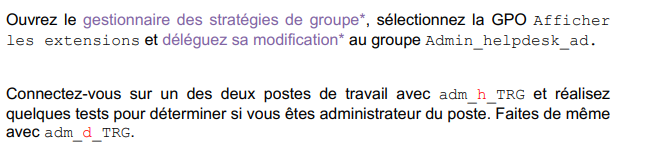 Ouvrez le gestionnaire des stratégies de groupe*, sélectionnez la GPO Afficher
les extensions et déléguez sa modification* au groupe Admin_helpdesk_ad.
Connectez-vous sur un des deux postes de travail avec adm_h_TRG et réalisez
quelques tests pour déterminer si vous êtes administrateur du poste. Faites de même
avec adm_d_TRG.